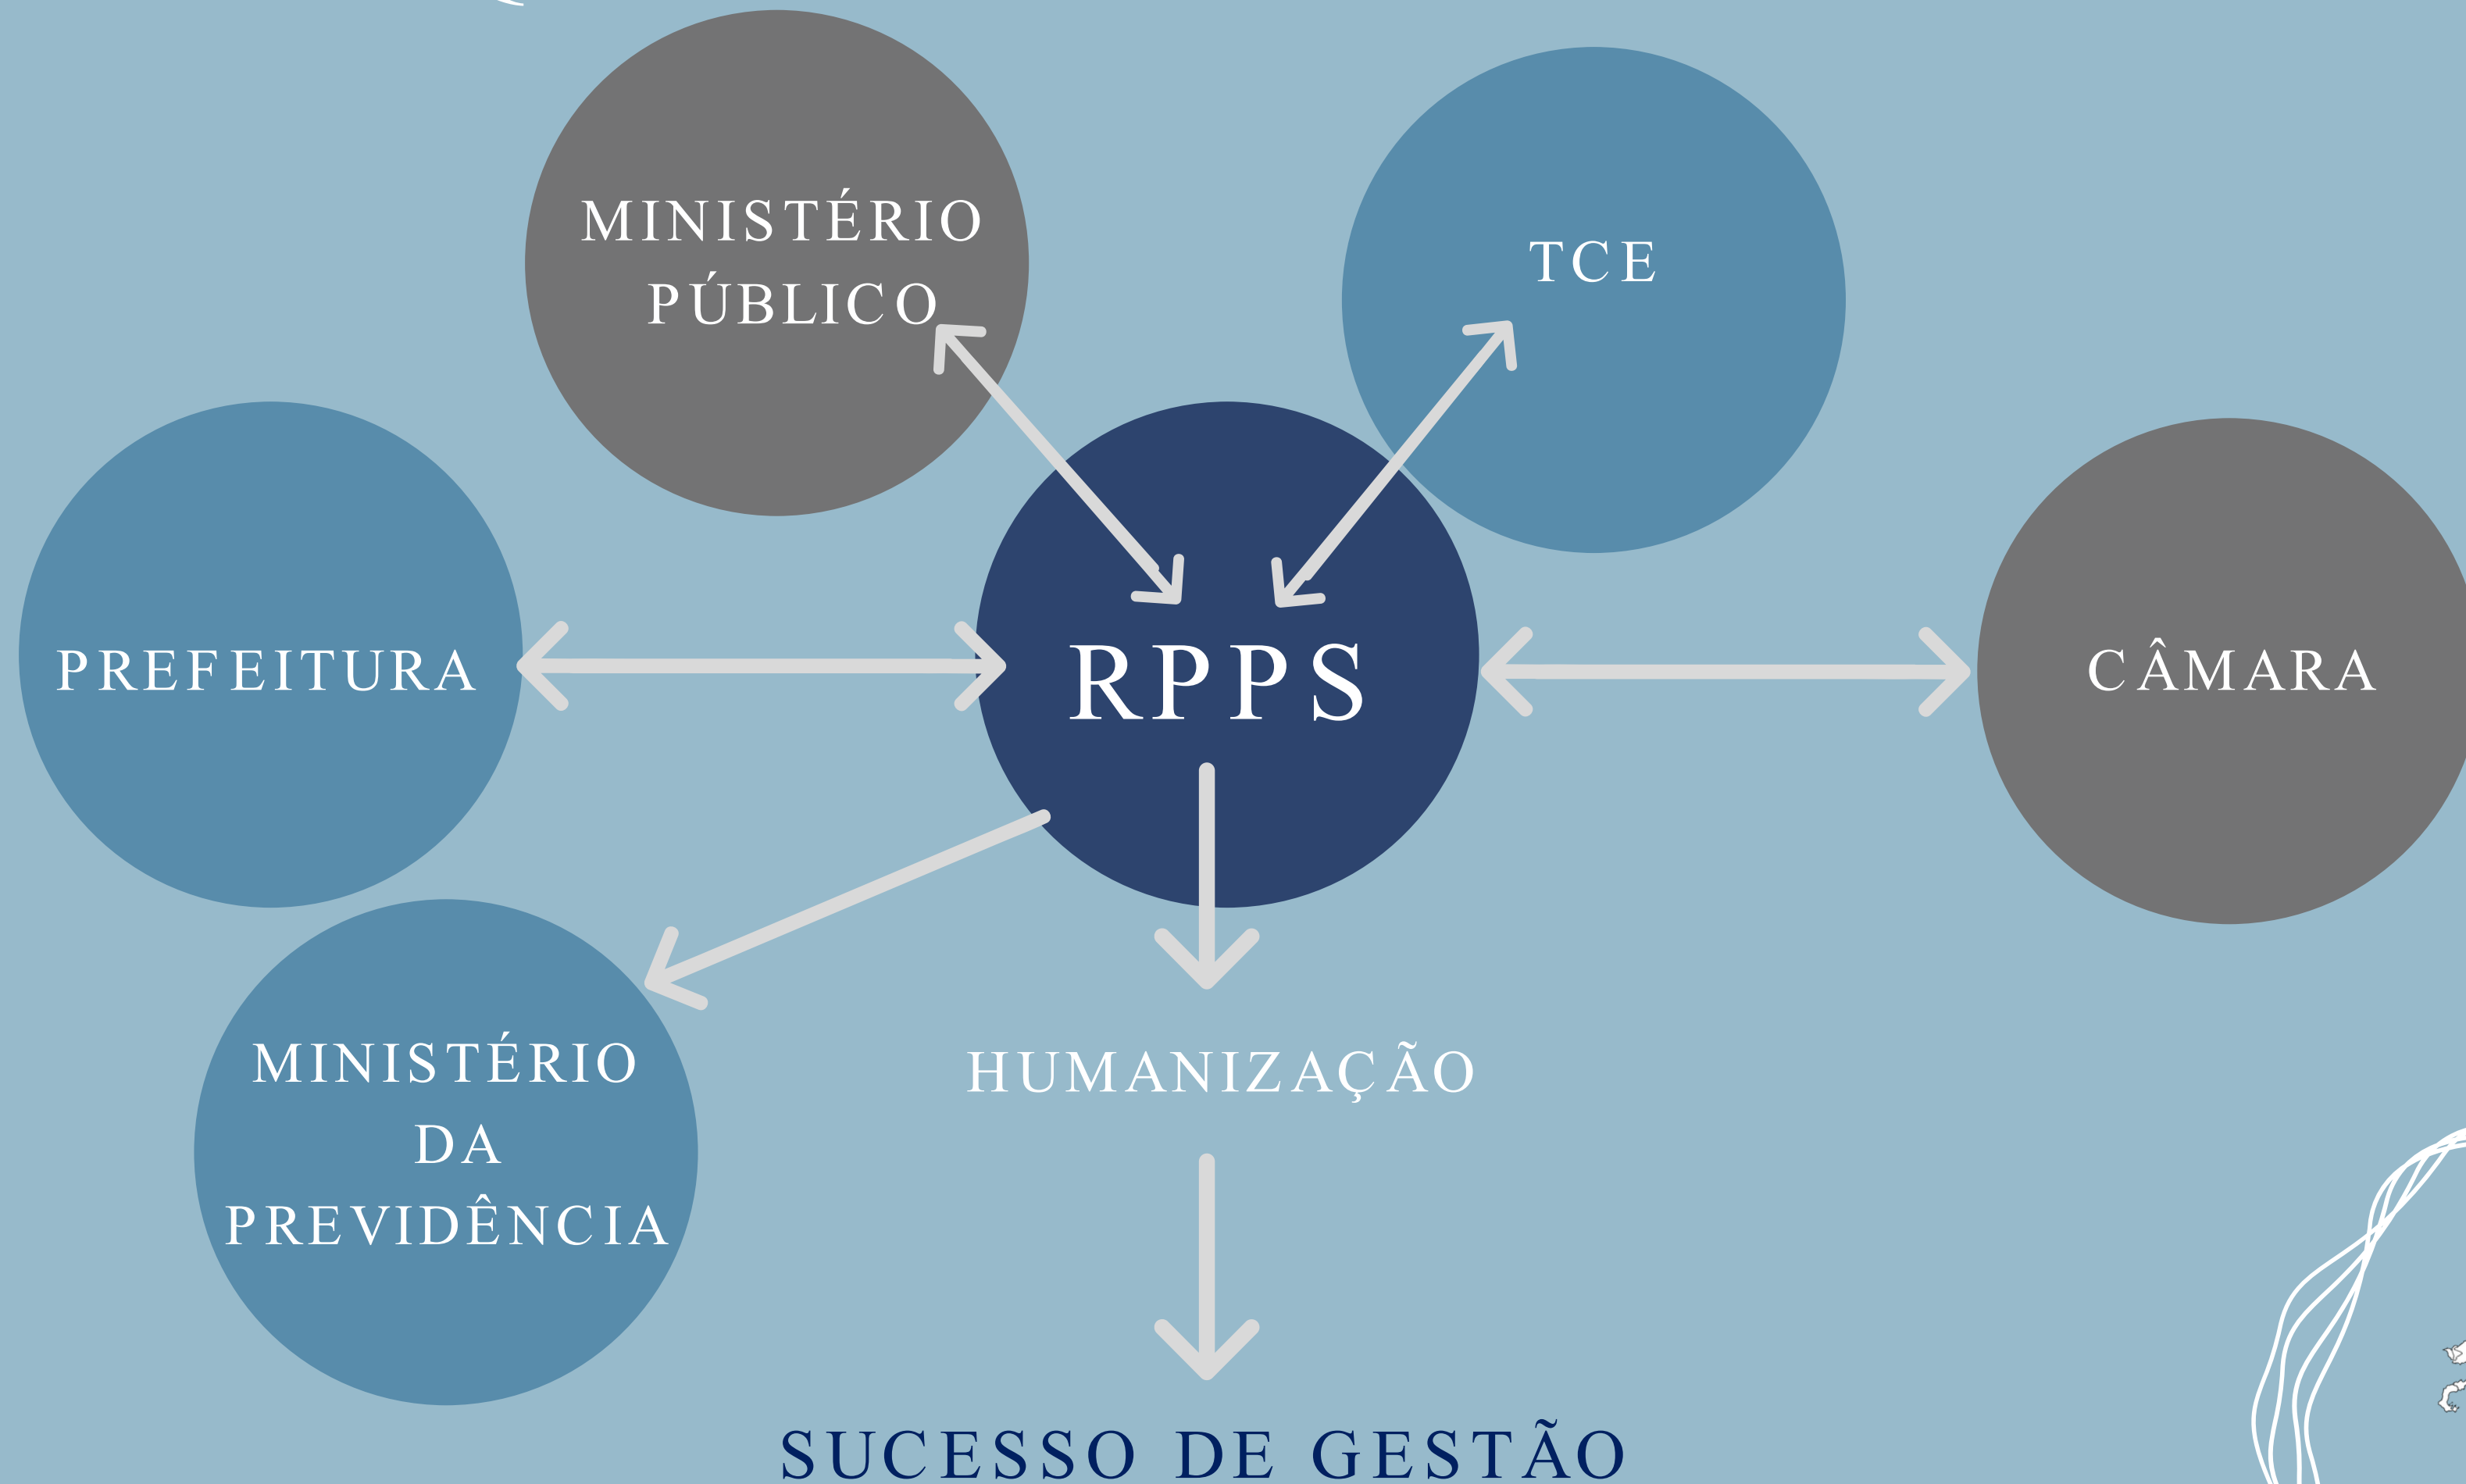 MINISTÉRIO
PÚBLICO
TCE
PREFEITURA
RPPS
CÂMARA
MINISTÉRIO
DA
PREVIDÊNCIA
HUMANIZAÇÃO
SUCESSO DE GESTÃO